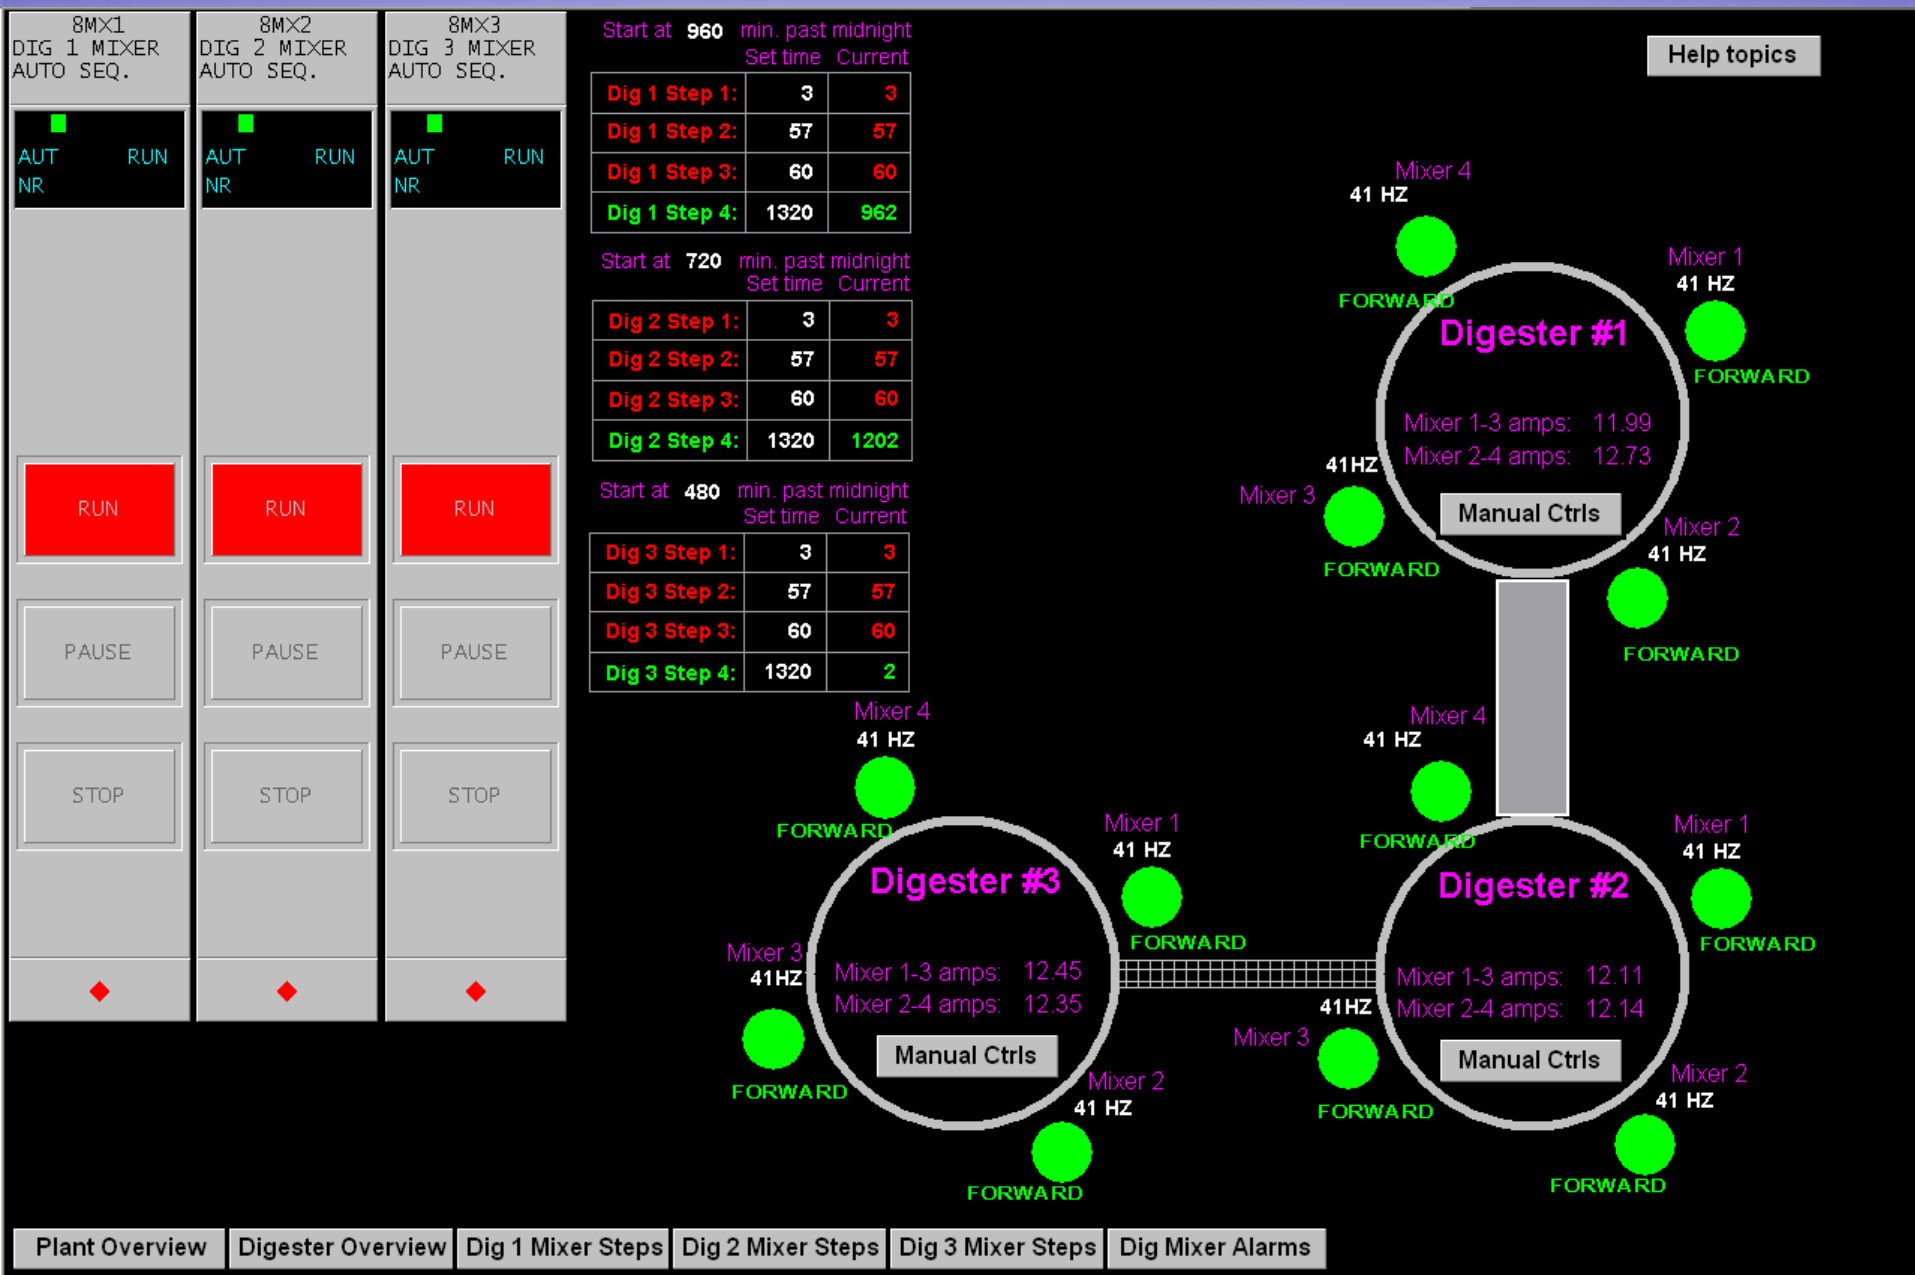 8MX1
DIG 1 MIXER
AUTO SEQ.
AUT RUN
NR
RUN
PAUSE
STOP
8MX2
DIG 2 MIXER
AUTO SEQ.
AUT RUN
NR
RUN
PAUSE
STOP
8MX3
DIG 3 MIXER
AUTO SEQ.
AUT RUN
NR
RUN
PAUSE
STOP
Start at 960 min. past midnight
Set time Current
Dig 1 Step 1: 3 3
Dig 1 Step 2: 57 57
Dig 1 Step 3: 60 60
Dig 1 Step 4: 1320 962
Start at 720 min. past midnight
Set time Current
Dig 2 Step 1: 3 3
Dig 2 Step 2: 57 57
Dig 2 Step 3: 60 60
Dig 2 Step 4: 1320 1202
Start at 480 min. past midnight
Set time Current
Dig 3 Step 1: 3 3
Dig 3 Step 2: 57 57
Dig 3 Step 3: 60 60
Dig 3 Step 4: 1320 2
Help topics
Mixer 4
41 HZ
FORWARD
Mixer 1
41 HZ
FORWARD
Digester #1
Mixer 1-3 amps: 11.99
Mixer 2-4 amps: 12.73
Manual Ctrls
41HZ
Mixer 3
FORWARD
Mixer 2
41 HZ
FORWARD
Mixer 4
41 HZ
FORWARD
Mixer 1
41 HZ
FORWARD
Digester #3
Mixer 3
41HZ
FORWARD
Mixer 1-3 amps: 12.45
Mixer 2-4 amps: 12.35
Manual Ctrls
Mixer 2
41 HZ
FORWARD
Mixer 4
41 HZ
FORWARD
Mixer 1
41 HZ
FORWARD
Digester #2
Mixer 1-3 amps: 12.11
Mixer 2-4 amps: 12.14
Manual Ctrls
41HZ
Mixer 3
FORWARD
Mixer 2
41 HZ
FORWARD
Plant Overview
Digester Overview
Dig 1 Mixer Steps
Dig 2 Mixer Steps
Dig 3 Mixer Steps
Dig Mixer Alarms